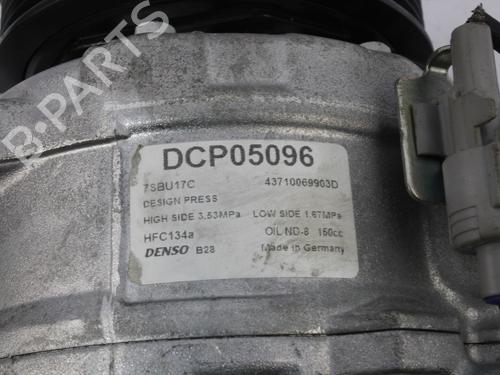 DCP05096
7SBU17C 43710069903D
DESIGN PRESS
HIGH SIDE 3,53MPa LOW SIDE 1,67MPa
HFC134a OIL ND-8 150cc
DENSO B28 Made in Germany
B-PARTS